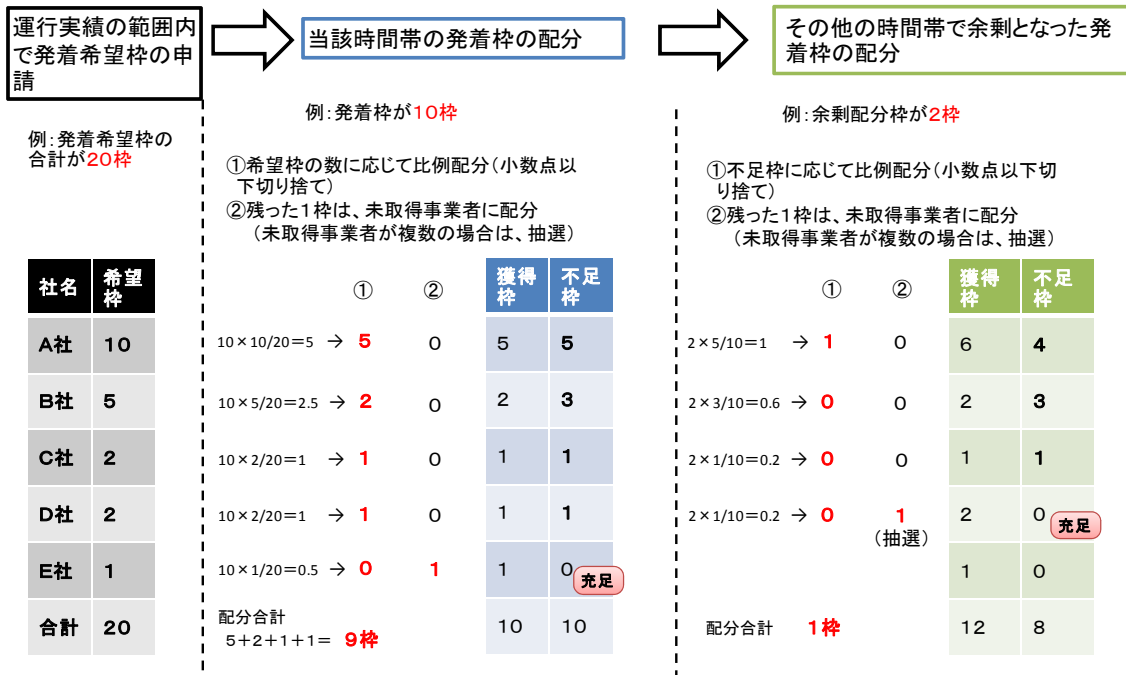 運行実績の範囲内
で発着希望枠の申
請
当該時間帯の発着枠の配分
その他の時間帯で余剰となった発
着枠の配分
例：発着希望枠の
合計が20枠
例：発着枠が10枠
①希望枠の数に応じて比例配分（小数点以
下切り捨て）
②残った１枠は、未取得事業者に配分
（未取得事業者が複数の場合は、抽選）
例：余剰配分枠が2枠
①不足枠に応じて比例配分（小数点以下切
り捨て）
②残った１枠は、未取得事業者に配分
（未取得事業者が複数の場合は、抽選）
社名 希望枠
① ② 獲得枠 不足枠
① ② 獲得枠 不足枠
A社 10 10×10/20＝5 → 5 0 5 5 2×5/10＝1 → 1 0 6 4
B社 5 10×5/20＝2.5 → 2 0 2 3 2×3/10＝0.6 → 0 0 2 3
C社 2 10×2/20＝1 → 1 0 1 1 2×1/10＝0.2 → 0 0 1 1
D社 2 10×2/20＝1 → 1 0 1 1 2×1/10＝0.2 → 0 1 2 0 充足
（抽選）
E社 1 10×1/20＝0.5 → 0 1 1 0 充足 1 0
合計 20 配分合計 10 10 配分合計 1枠 12 8
5＋2＋1＋1＝ 9枠